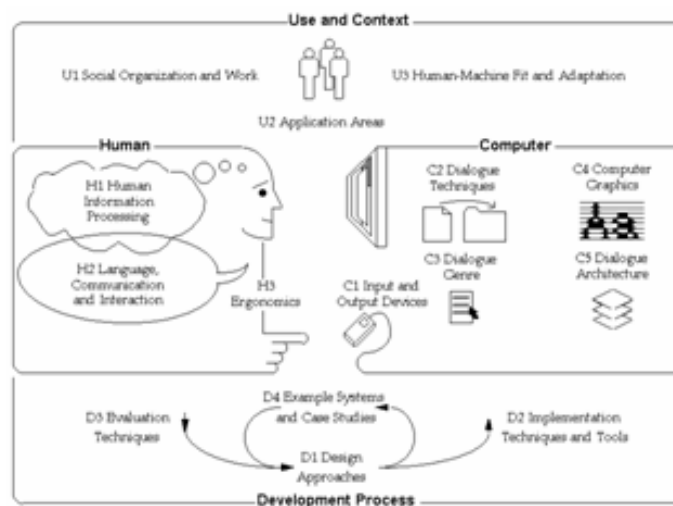 Use and Context
U1 Social Organization and Work
U3 Human-Machine Fit and Adaptation
U2 Application Areas
Human
H1 Human
Information
Processing
H2 Language,
Communication
and Interaction
H3
Ergonomics
Computer
C2 Dialogue
Techniques
C4 Computer
Graphics
Aa
C3 Dialogue
Genre
C5 Dialogue
Architecture
C1 Input and
Output Devices
D4 Example Systems
and Case Studies
D3 Evaluation
Techniques
D2 Implementation
Techniques and Tools
D1 Design
Approaches
Development Process